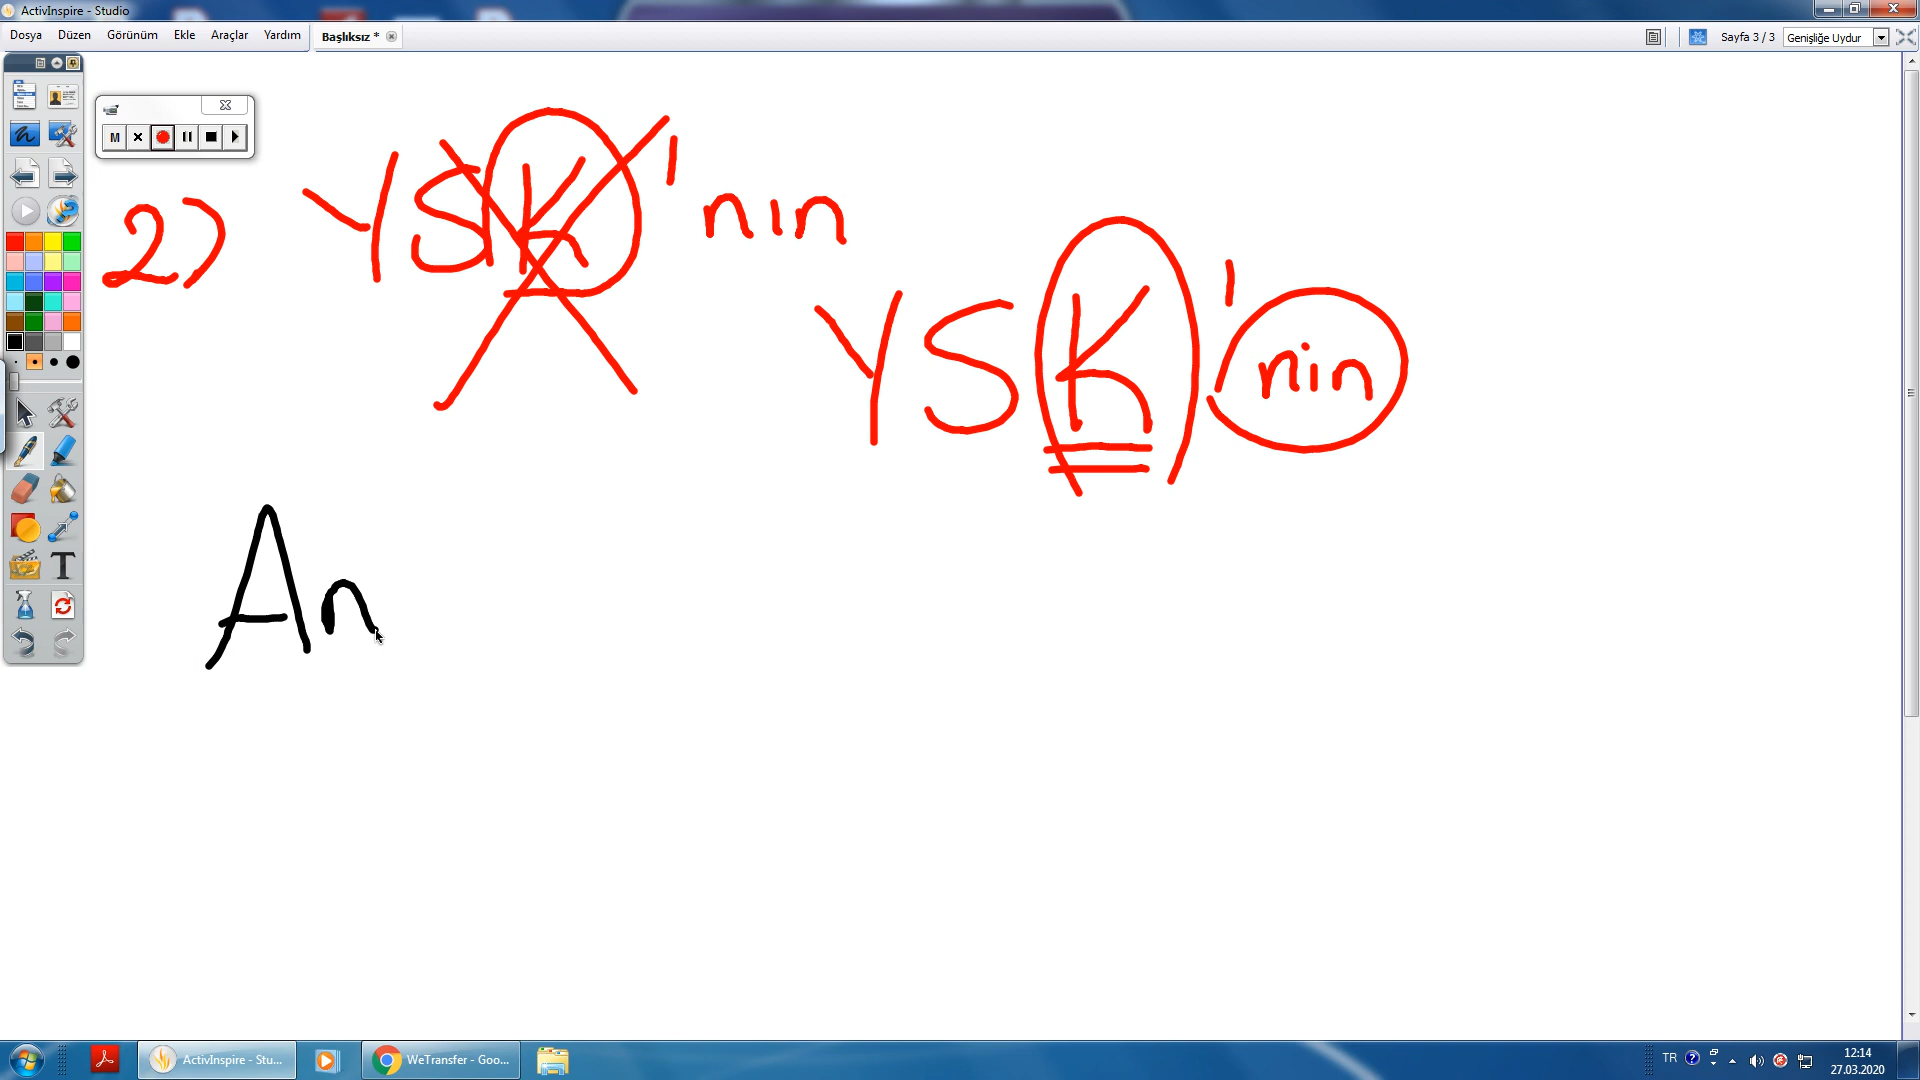 ActivInspire - Studio
Dosya Düzen Görünüm Ekle Araçlar Yardım Başlıksız * Sayfa 3 / 3 Genişliğe Uydur
M
2) YSK'nın
YSK'nin
An
T
ActivInspire - Stu... WeTransfer - Goo... TR 12:14
27.03.2020